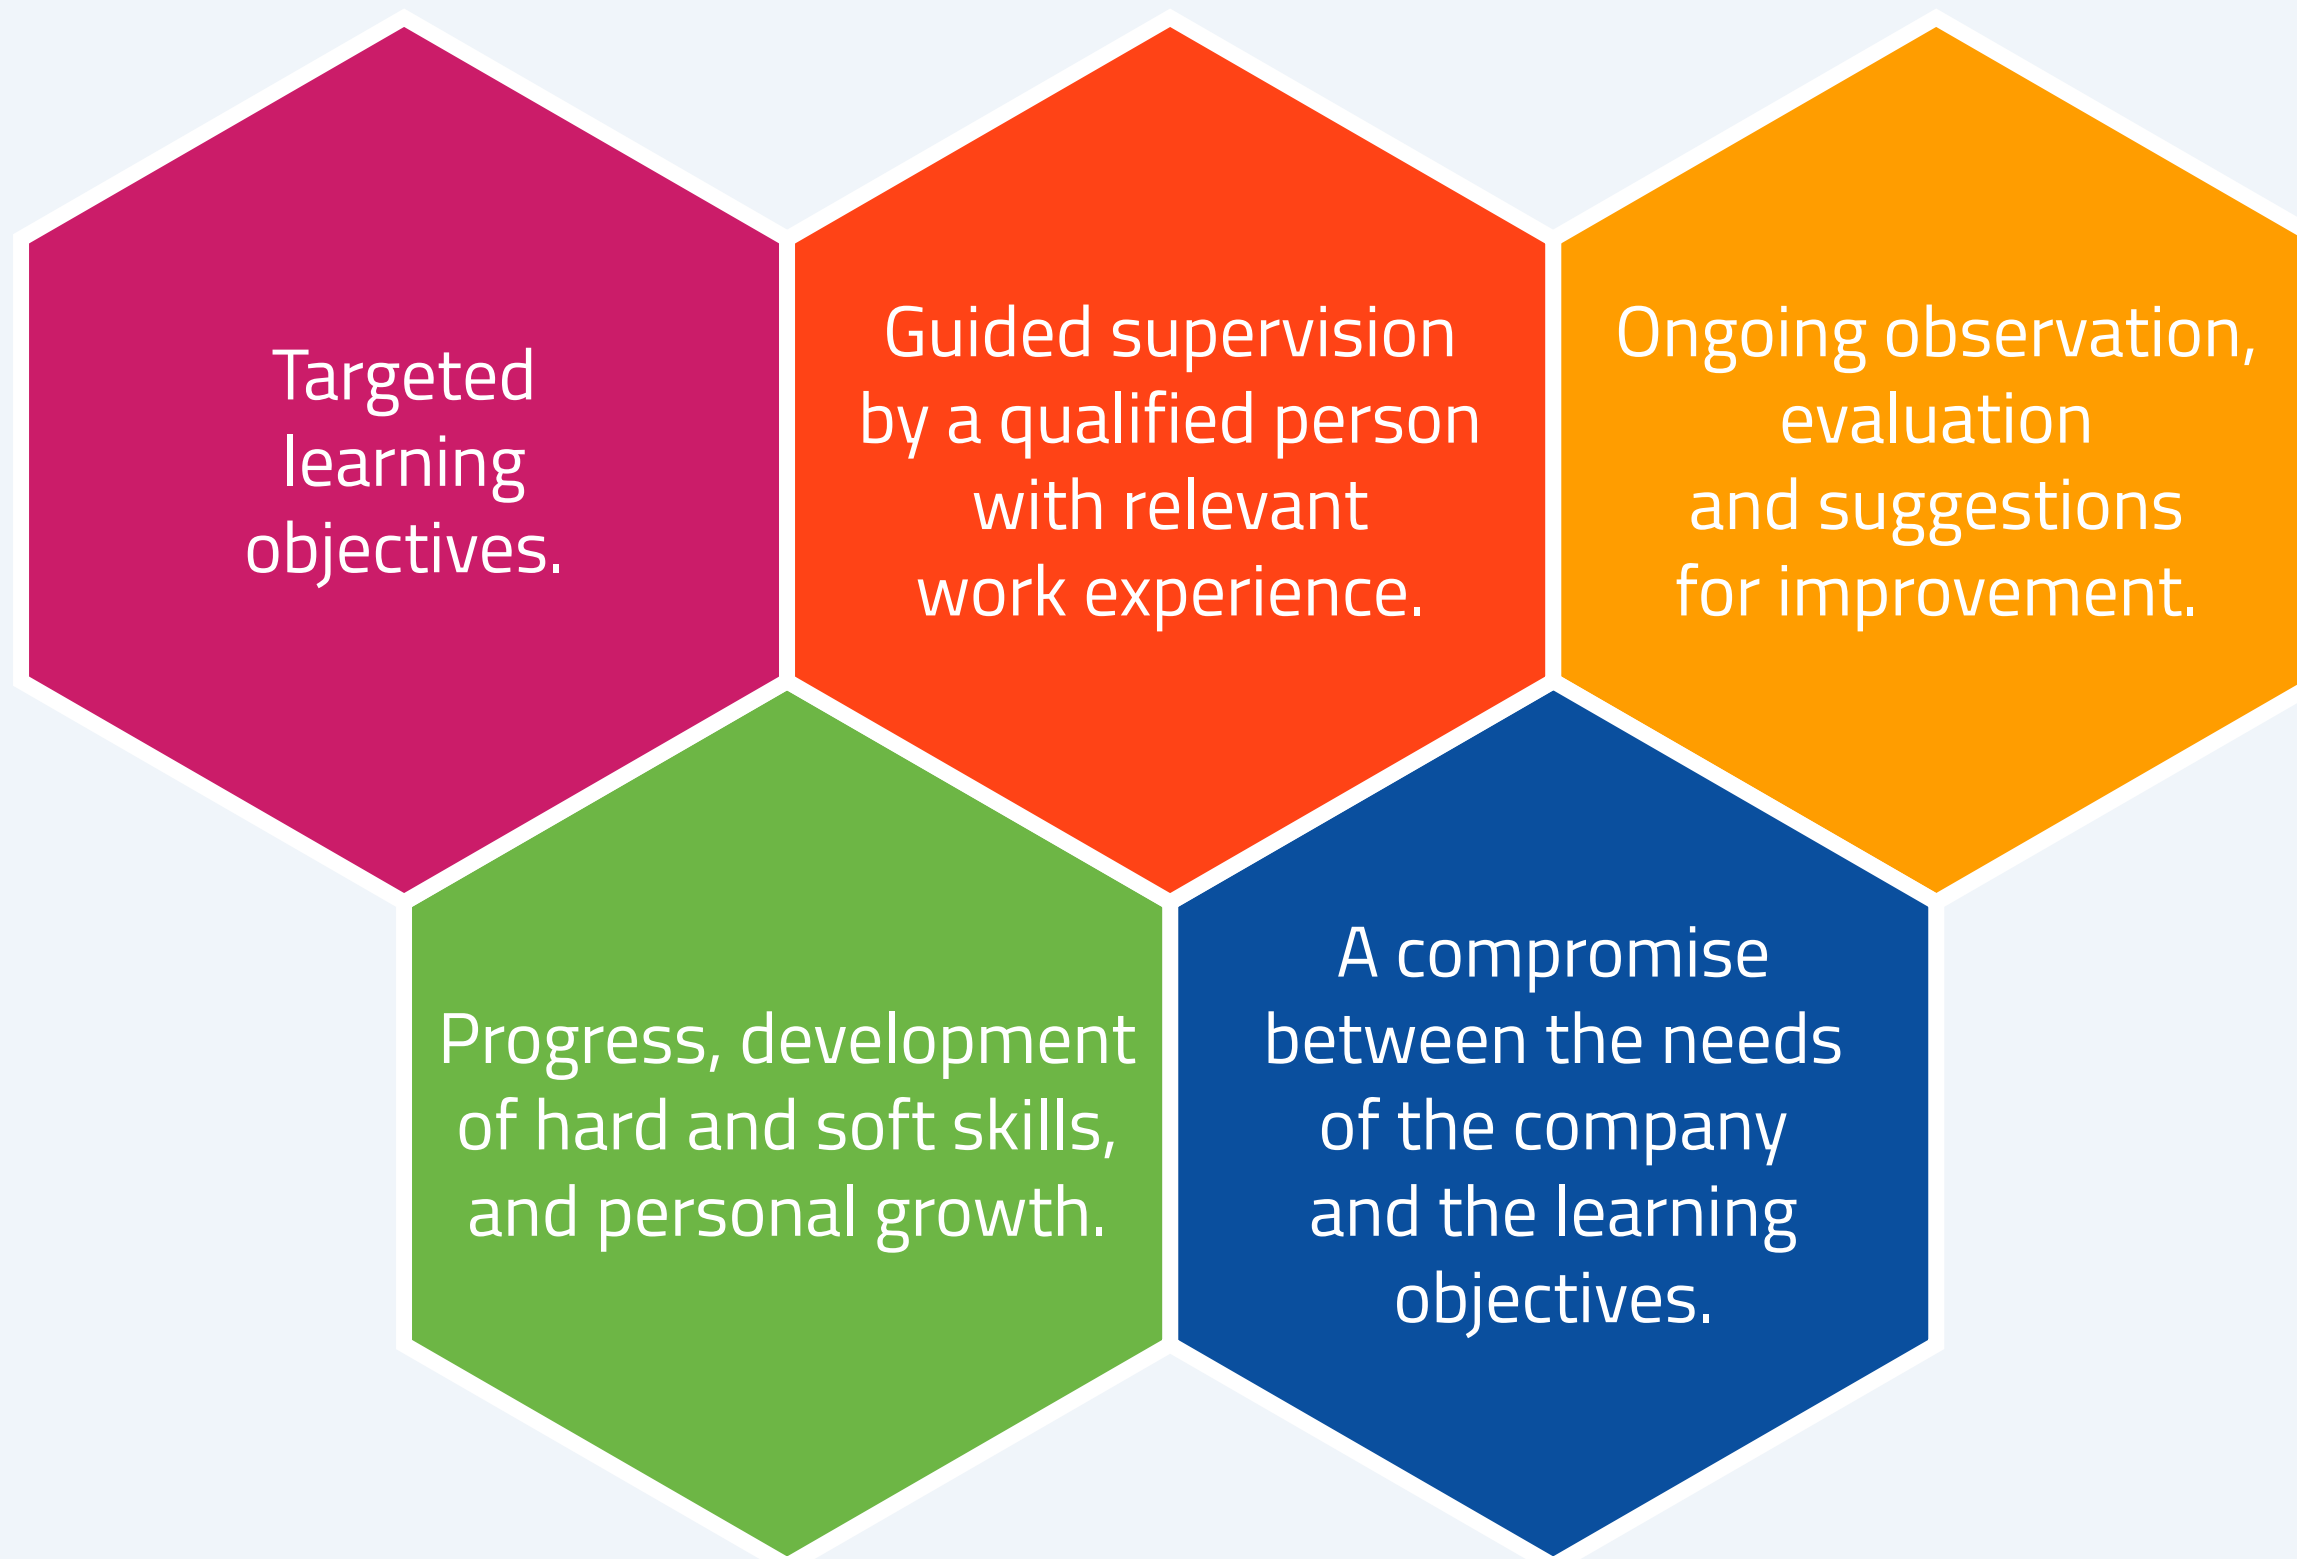 Targeted
learning
objectives.
Guided supervision
by a qualified person
with relevant
work experience.
Ongoing observation,
evaluation
and suggestions
for improvement.
Progress, development
of hard and soft skills,
and personal growth.
A compromise
between the needs
of the company
and the learning
objectives.